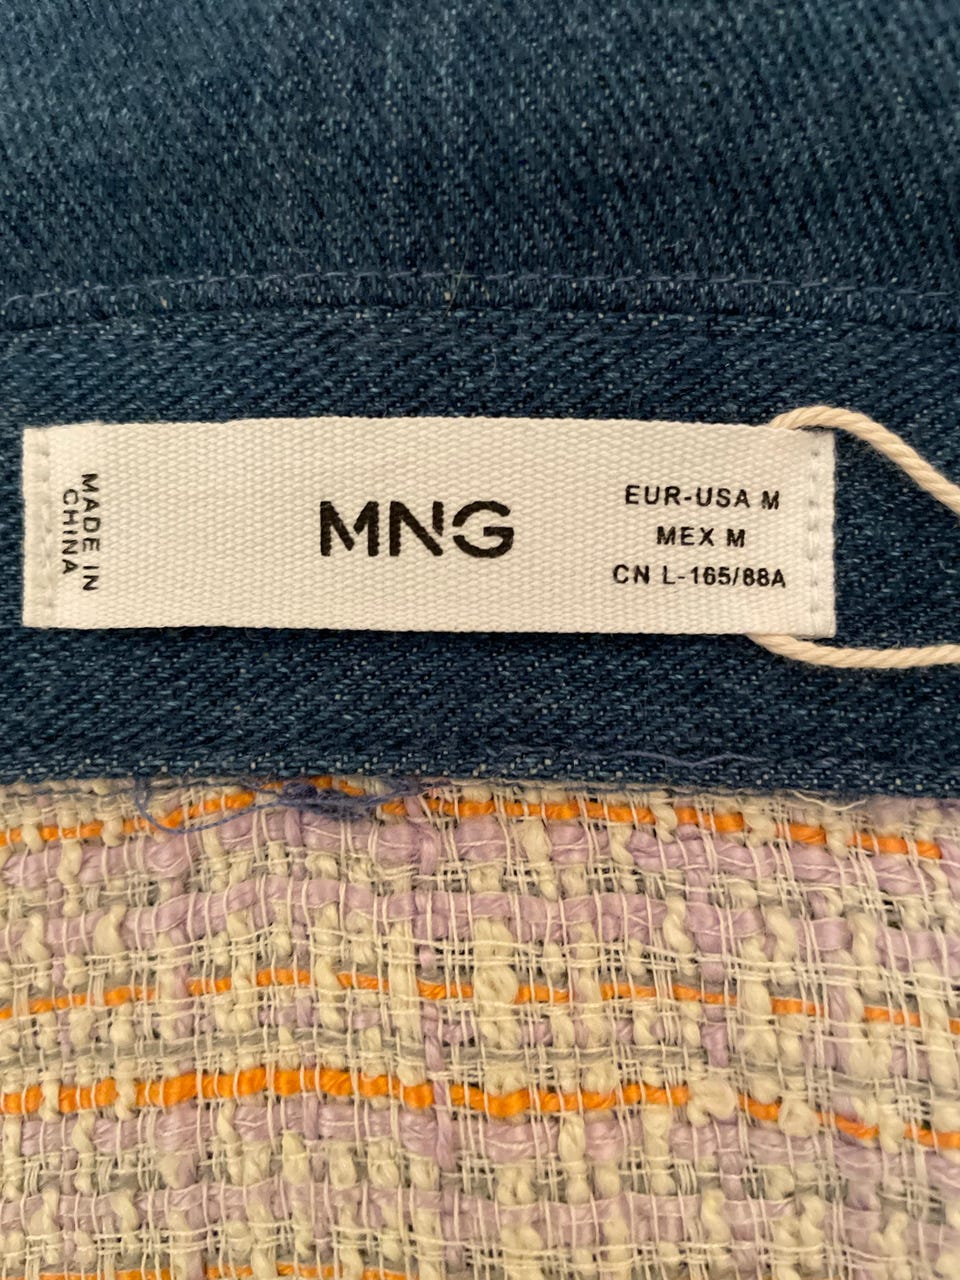 MADE IN
CHINA
MNG
EUR-USA M
MEX M
CN L-165/88A